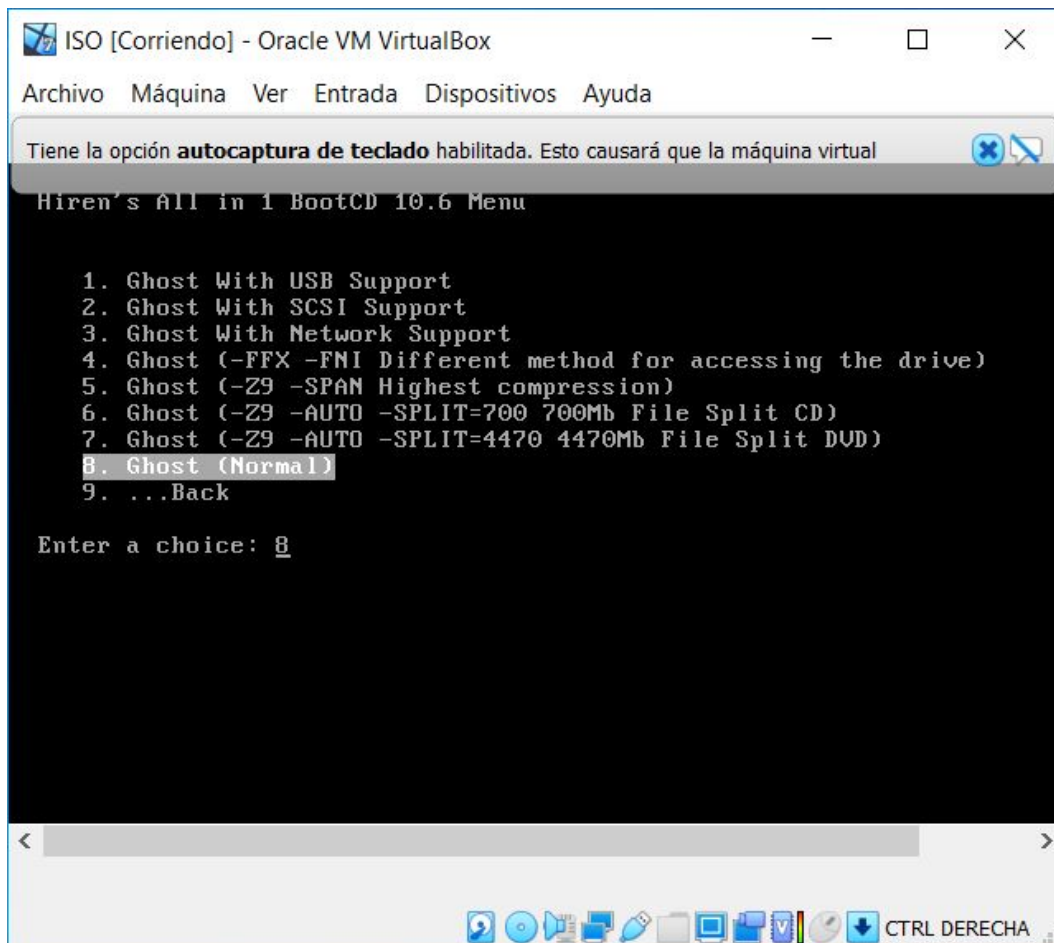 ISO [Corriendo] - Oracle VM VirtualBox
Archivo Máquina Ver Entrada Dispositivos Ayuda
Tiene la opción autocaptura de teclado habilitada. Esto causará que la máquina virtual
Hiren's All in 1 BootCD 10.6 Menu
1. Ghost With USB Support
2. Ghost With SCSI Support
3. Ghost With Network Support
4. Ghost (-FFX -FNI Different method for accessing the drive)
5. Ghost (-Z9 -SPAN Highest compression)
6. Ghost (-Z9 -AUTO -SPLIT=700 700Mb File Split CD)
7. Ghost (-Z9 -AUTO -SPLIT=4470 4470Mb File Split DVD)
8. Ghost (Normal)
9. ...Back
Enter a choice: 8
CTRL DERECHA